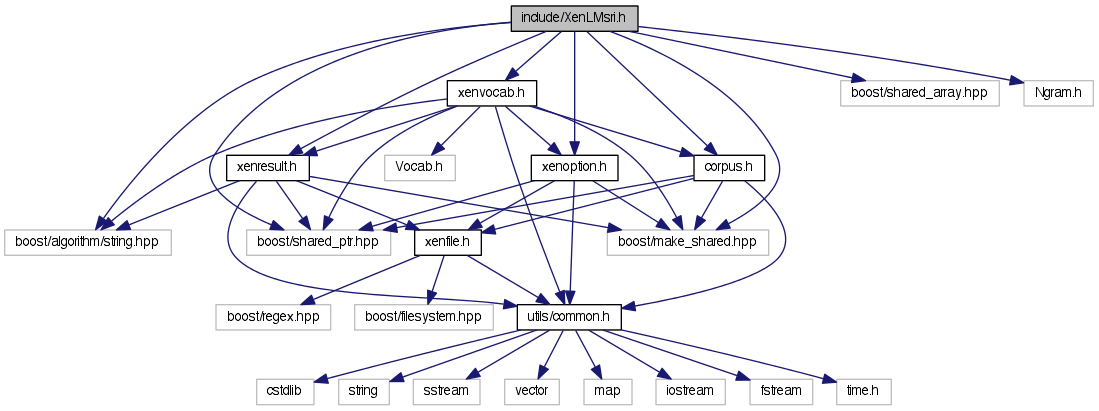 include/XenLMsri.h
xenvocab.h
boost/shared_array.hpp
Ngram.h
xenresult.h
Vocab.h
xenoption.h
corpus.h
boost/algorithm/string.hpp
boost/shared_ptr.hpp
xenfile.h
boost/make_shared.hpp
boost/regex.hpp
boost/filesystem.hpp
utils/common.h
cstdlib
string
sstream
vector
map
iostream
fstream
time.h